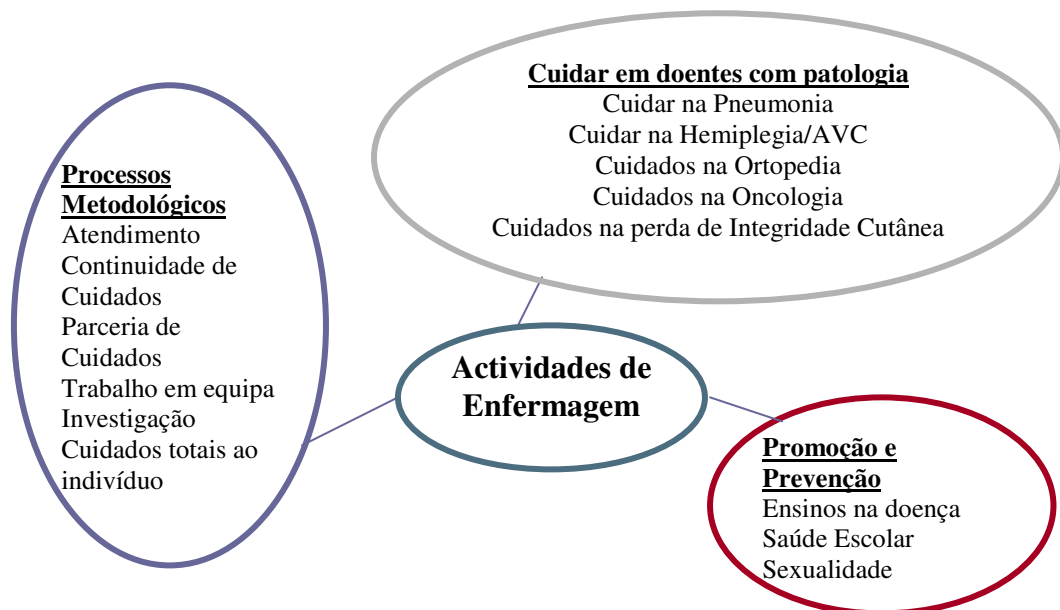 Cuidar em doentes com patologia
Cuidar na Pneumonia
Cuidar na Hemiplegia/AVC
Cuidados na Ortopedia
Cuidados na Oncologia
Cuidados na perda de Integridade Cutânea
Processos
Metodológicos
Atendimento
Continuidade de
Cuidados
Parceria de
Cuidados
Trabalho em equipa
Investigação
Cuidados totais ao
indivíduo
Actividades de
Enfermagem
Promoção e
Prevenção
Ensinos na doença
Saúde Escolar
Sexualidade